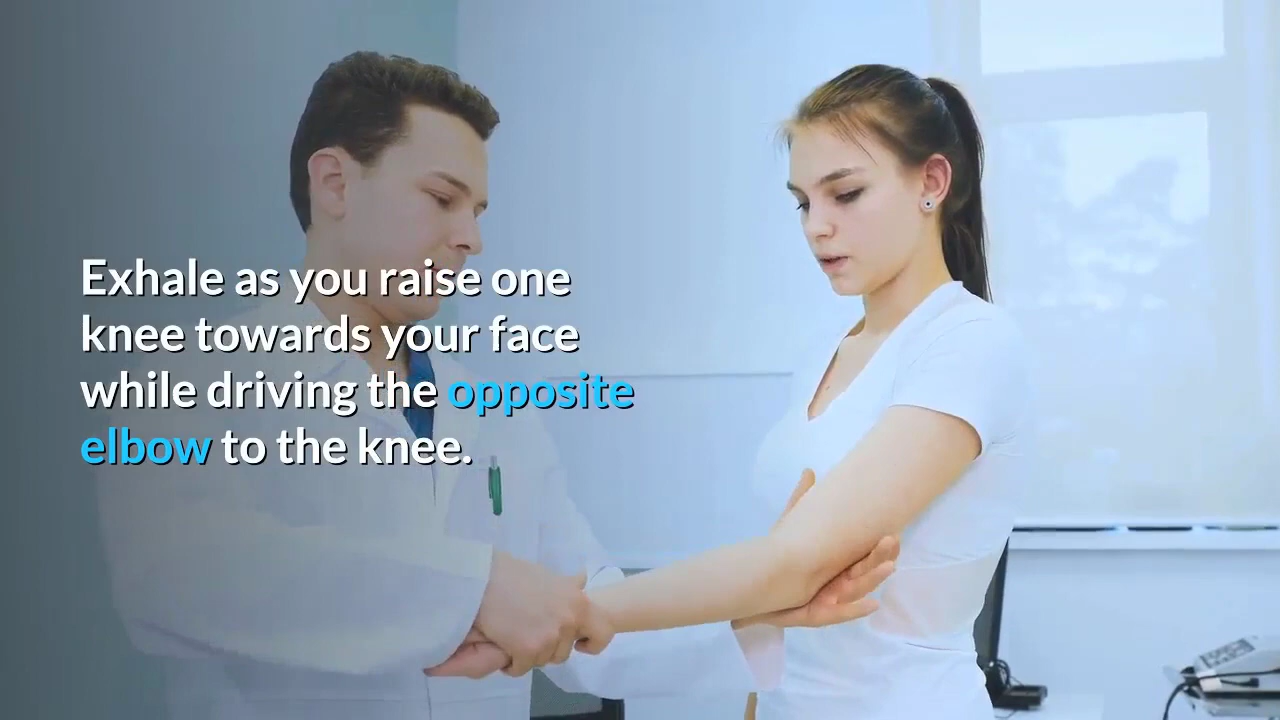 Exhale as you raise one
knee towards your face
while driving the opposite
elbow to the knee.